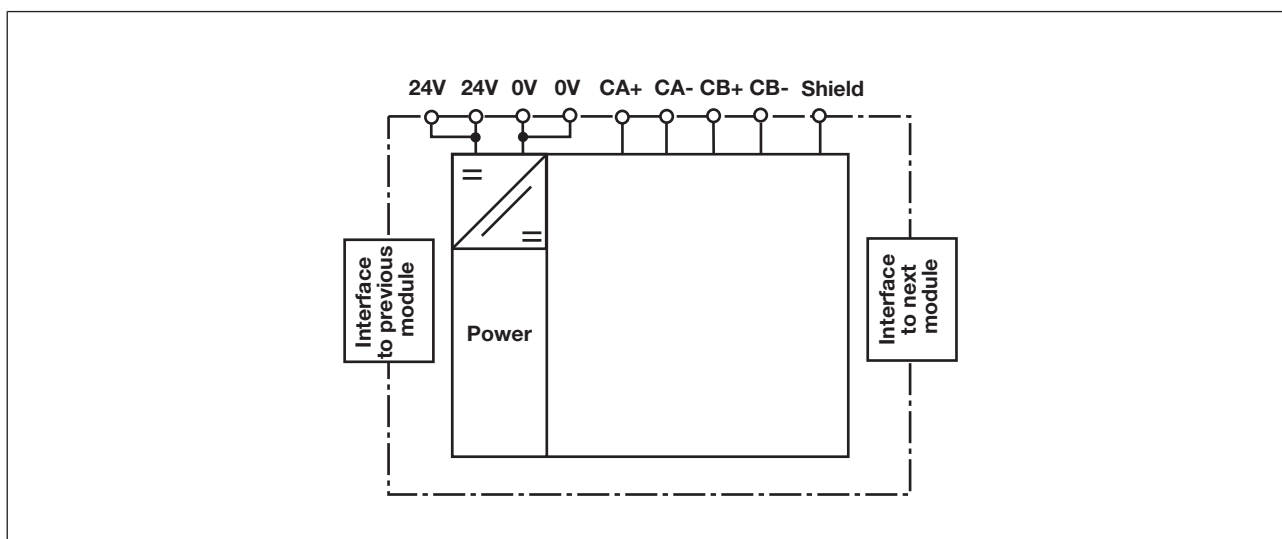 24V 24V 0V 0V CA+ CA- CB+ CB- Shield
Interface
to previous
module
Power
Interface
to next
module